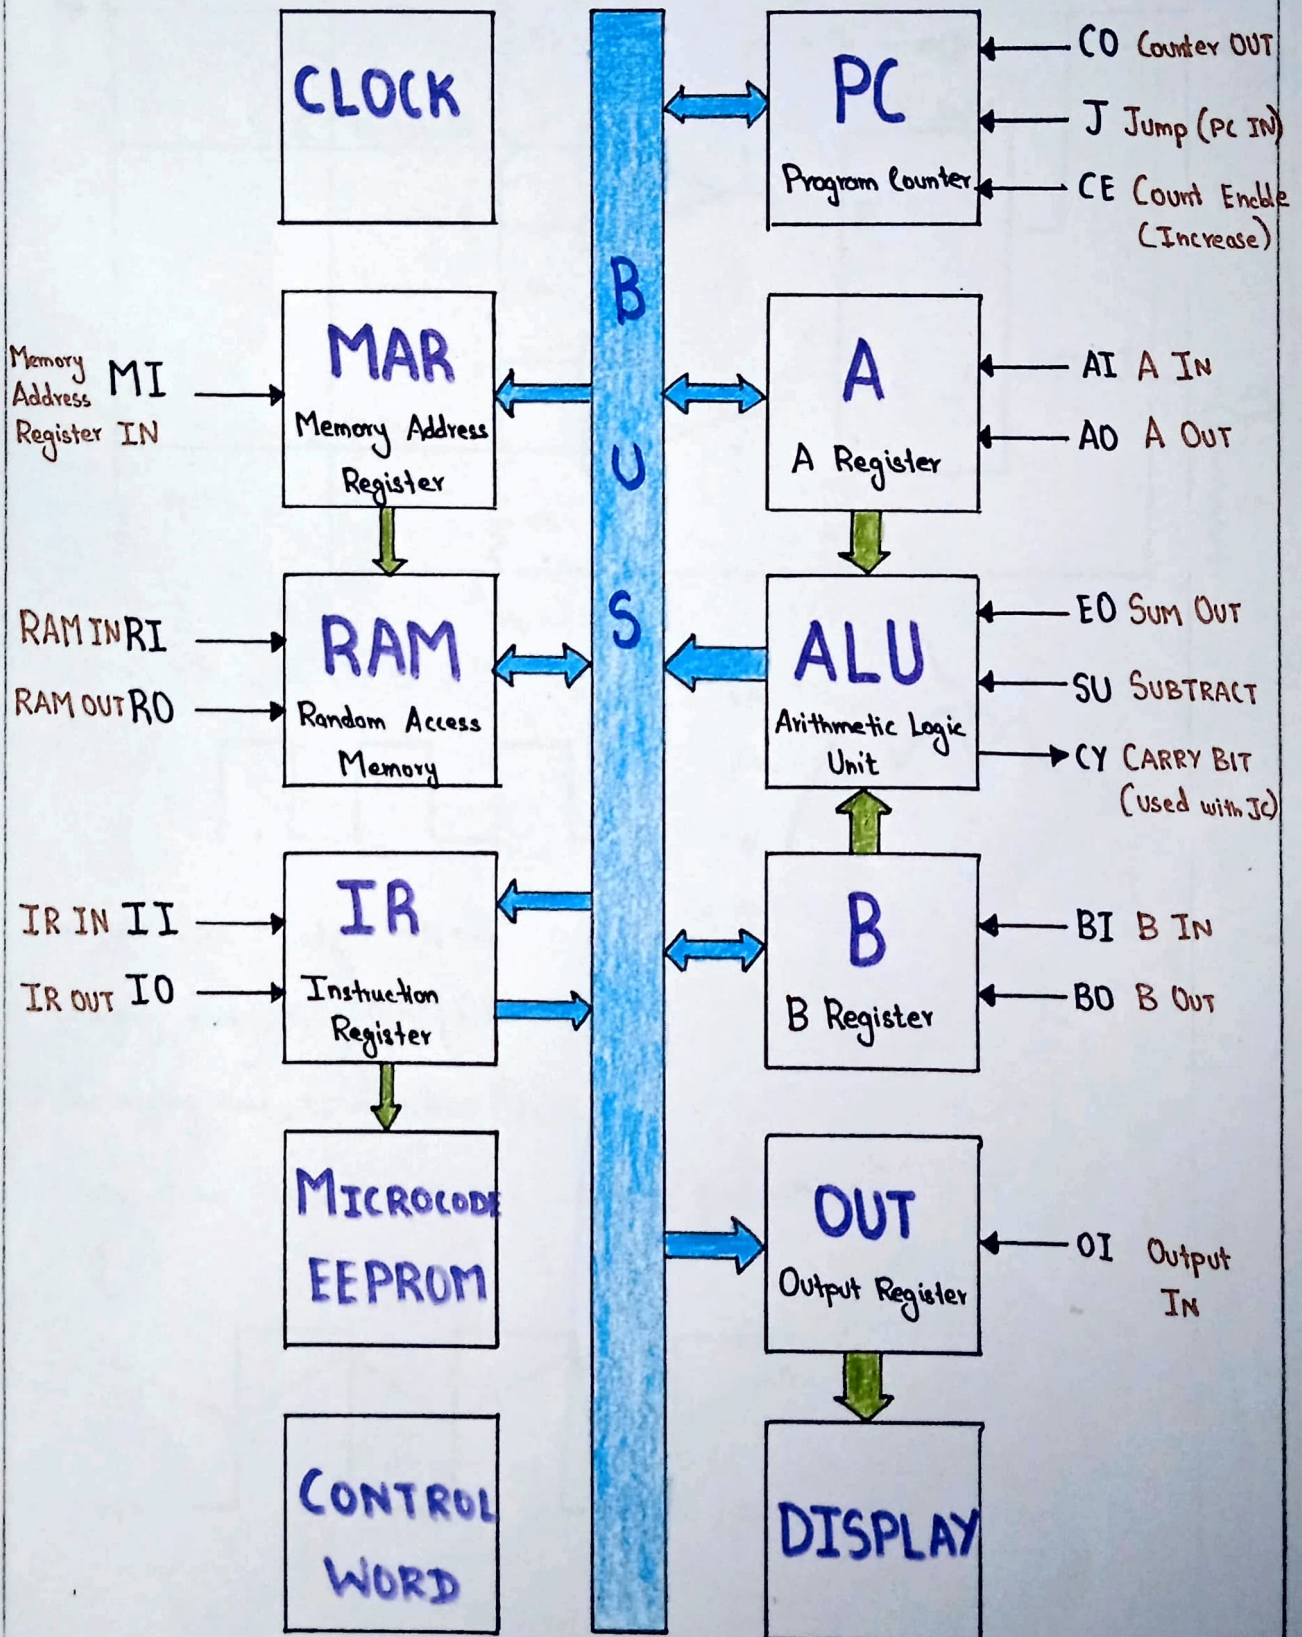 CLOCK
PC
Program Counter
CO Counter OUT
J Jump (PC IN)
CE Count Enable
(Increase)
B
U
S
Memory
Address
Register IN
MI
MAR
Memory Address
Register
A
A Register
AI A IN
AO A OUT
RAM IN RI
RAM OUT RO
RAM
Random Access
Memory
ALU
Arithmetic Logic
Unit
EO SUM OUT
SU SUBTRACT
CY CARRY BIT
(used with JC)
IR IN II
IR OUT IO
IR
Instruction
Register
B
B Register
BI B IN
BO B OUT
MICROCODE
EEPROM
OUT
Output Register
OI Output
IN
CONTROL
WORD
DISPLAY